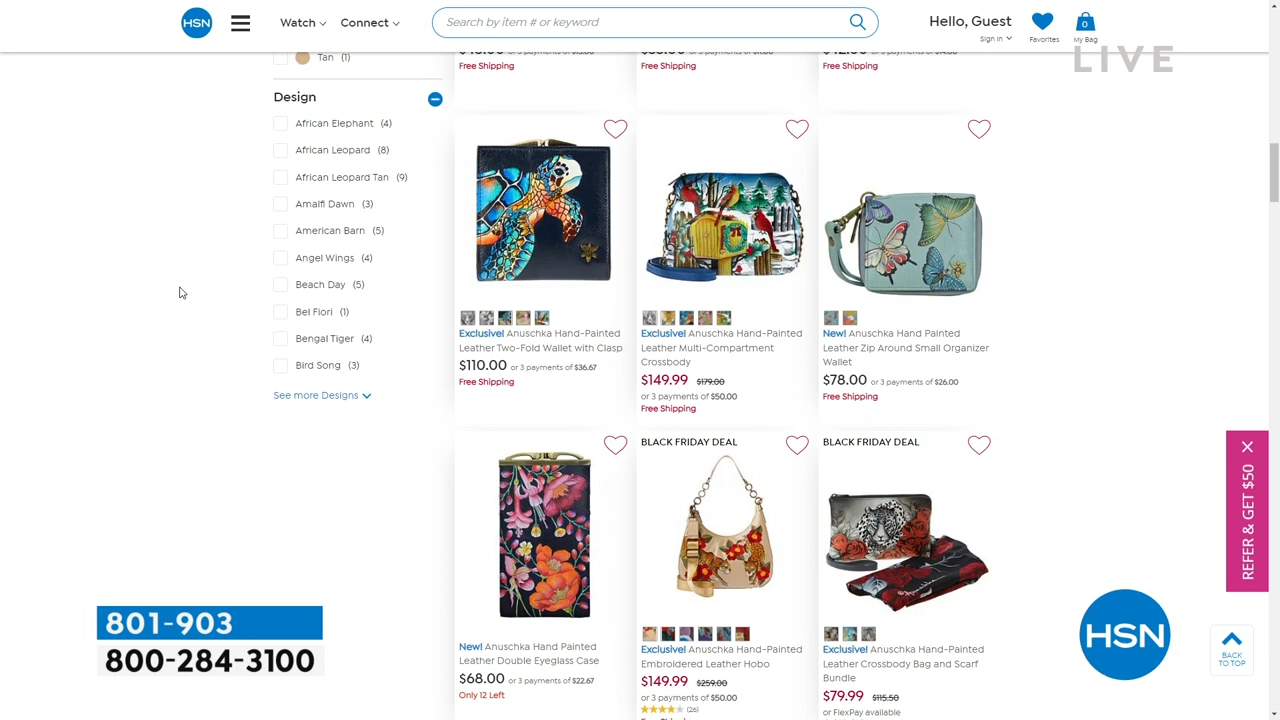 HSN
Watch
Connect
Search by item # or keyword
Hello, Guest
Sign In
Favorites
0
My Bag
LIVE
Tan (1)
Free Shipping
Free Shipping
Free Shipping
Design
African Elephant (4)
African Leopard (8)
African Leopard Tan (9)
Amalfi Dawn (3)
American Barn (5)
Angel Wings (4)
Beach Day (5)
Bel Fiori (1)
Bengal Tiger (4)
Bird Song (3)
See more Designs
Exclusive! Anuschka Hand-Painted
Leather Two-Fold Wallet with Clasp
$110.00 or 3 payments of $36.67
Free Shipping
Exclusive! Anuschka Hand-Painted
Leather Multi-Compartment
Crossbody
$149.99 $179.00
or 3 payments of $50.00
Free Shipping
New! Anuschka Hand Painted
Leather Zip Around Small Organizer
Wallet
$78.00 or 3 payments of $26.00
Free Shipping
New! Anuschka Hand Painted
Leather Double Eyeglass Case
$68.00 or 3 payments of $22.67
Only 12 Left
BLACK FRIDAY DEAL
Exclusive! Anuschka Hand-Painted
Embroidered Leather Hobo
$149.99 $259.00
or 3 payments of $50.00
(26)
BLACK FRIDAY DEAL
Exclusive! Anuschka Hand-Painted
Leather Crossbody Bag and Scarf
Bundle
$79.99 $115.50
or FlexPay available
REFER & GET $50
801-903
800-284-3100
HSN
BACK
TO TOP